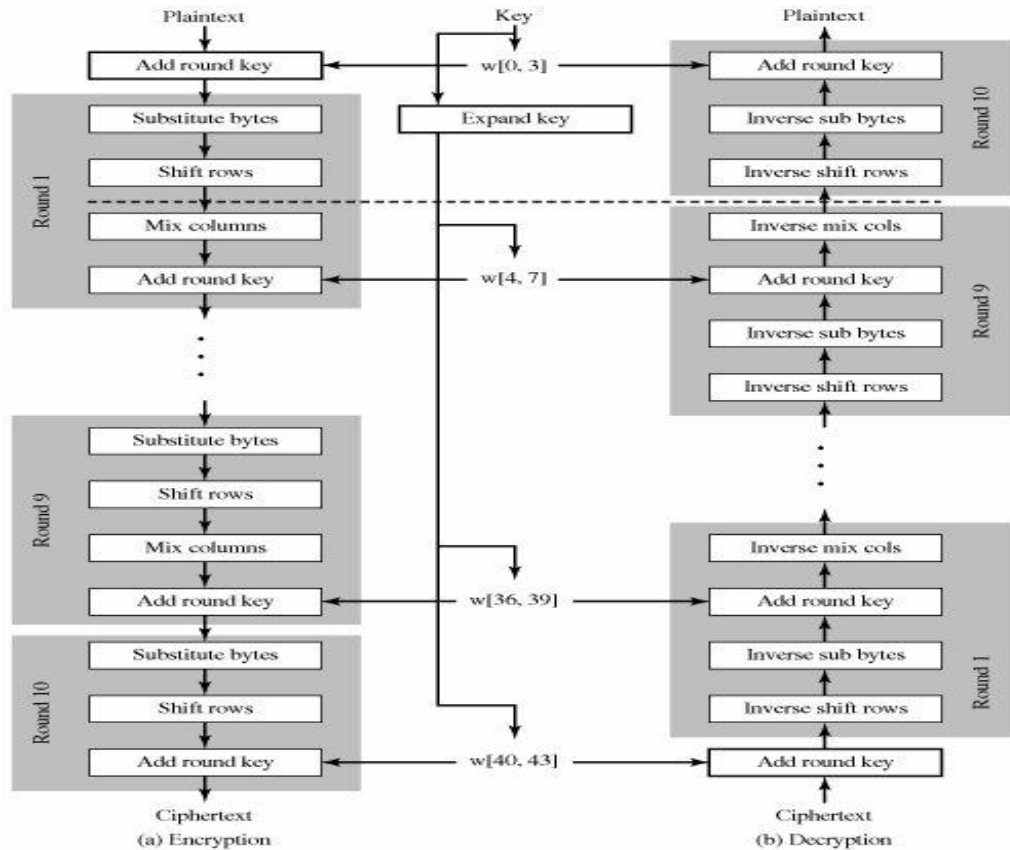 Plaintext
Add round key
Substitute bytes
Shift rows
Mix columns
Add round key
Round 1
Substitute bytes
Shift rows
Mix columns
Add round key
Round 9
Substitute bytes
Shift rows
Add round key
Round 10
Ciphertext
(a) Encryption
Key
w[0, 3]
Expand key
w[4, 7]
w[36, 39]
w[40, 43]
Plaintext
Add round key
Inverse sub bytes
Inverse shift rows
Round 10
Inverse mix cols
Add round key
Inverse sub bytes
Inverse shift rows
Round 9
Inverse mix cols
Add round key
Inverse sub bytes
Inverse shift rows
Round 1
Add round key
Ciphertext
(b) Decryption